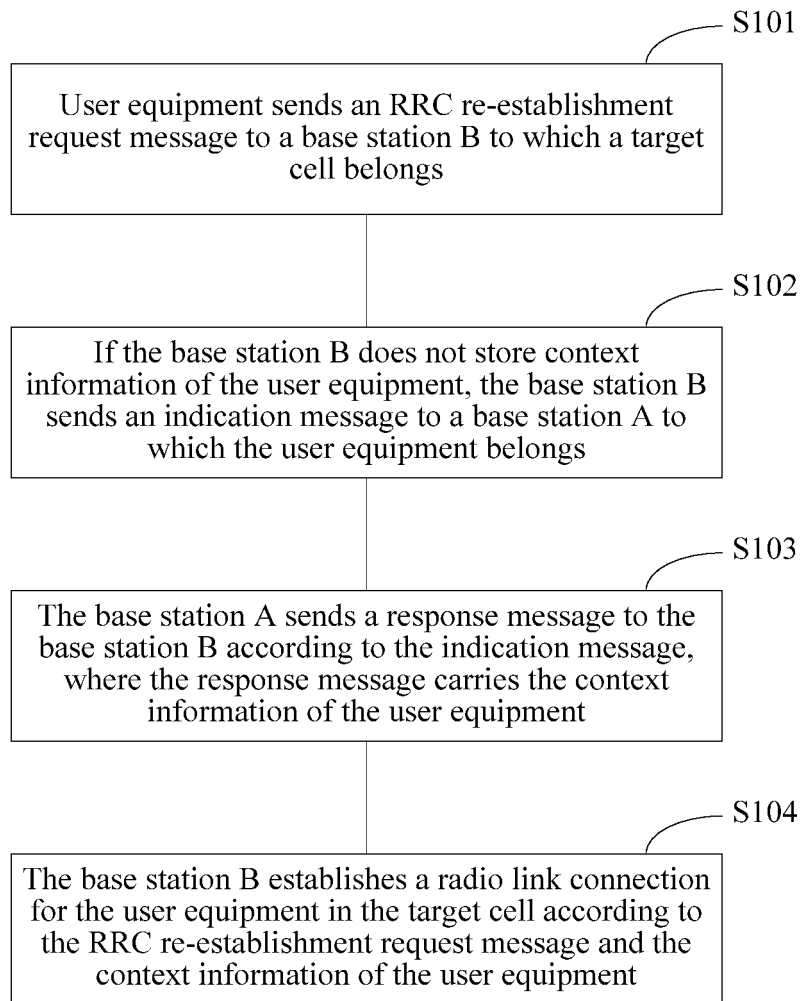 S101
User equipment sends an RRC re-establishment
request message to a base station B to which a target
cell belongs
S102
If the base station B does not store context
information of the user equipment, the base station B
sends an indication message to a base station A to
which the user equipment belongs
S103
The base station A sends a response message to the
base station B according to the indication message,
where the response message carries the context
information of the user equipment
S104
The base station B establishes a radio link connection
for the user equipment in the target cell according to
the RRC re-establishment request message and the
context information of the user equipment